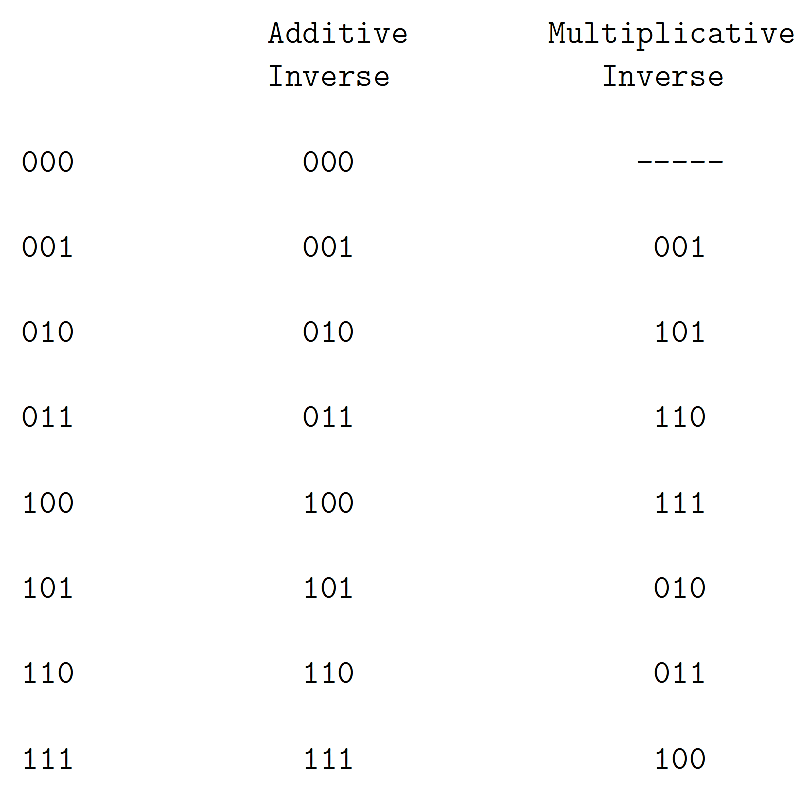 Additive Multiplicative
Inverse Inverse
000 000 -----
001 001 001
010 010 101
011 011 110
100 100 111
101 101 010
110 110 011
111 111 100